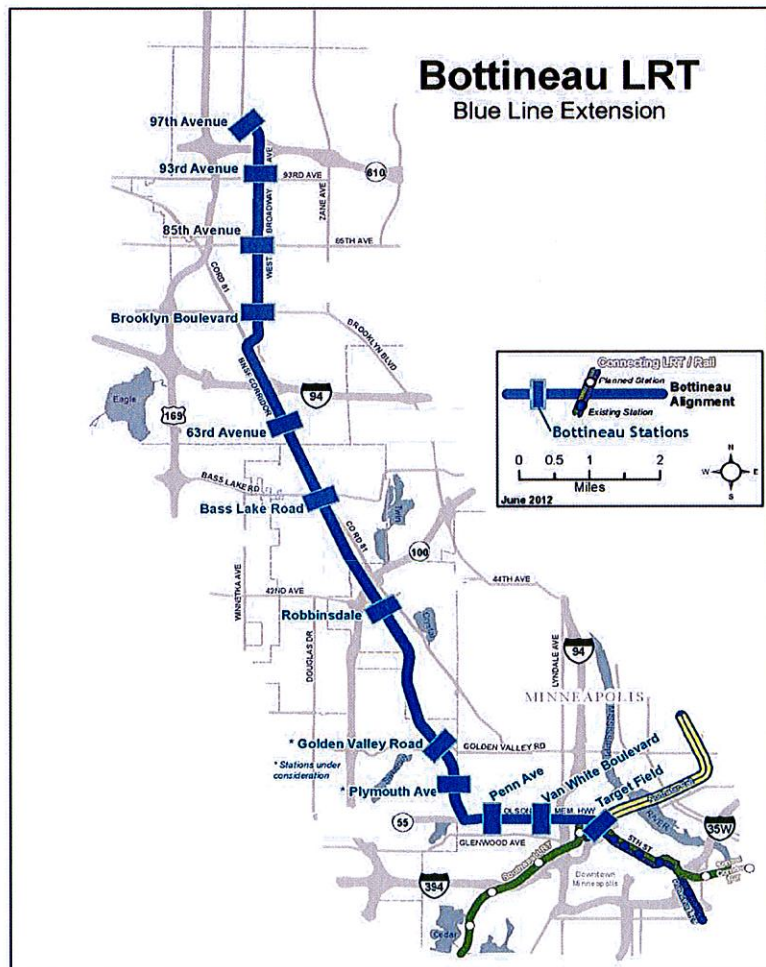 Bottineau LRT
Blue Line Extension
97th Avenue
93rd Avenue
93RD AVE
610
ZANE AVE
WEST BROADWAY AVE
85th Avenue
85TH AVE
CORD 81
Brooklyn Boulevard
BROOKLYN BLVD
BNSF CORRIDOR
Eagle
169
94
63rd Avenue
BASS LAKE RD
Bass Lake Road
Twin
CO RD 81
100
WINNETKA AVE
42ND AVE
44TH AVE
Robbinsdale
DOUGLAS DR
Crystal
LYNDALE AVE
94
MINNEAPOLIS
* Golden Valley Road
GOLDEN VALLEY RD
* Stations under
consideration
* Plymouth Ave
Penn Ave
Van White Boulevard
Target Field
55
OLSON MEM. HWY
GLENWOOD AVE
RIVER
35W
5TH ST
Downtown
Minneapolis
394
Cedar
Connecting LRT / Rail
Planned Station
Existing Station
Bottineau
Alignment
Bottineau Stations
0 0.5 1 2
Miles
N
W E
S
June 2012